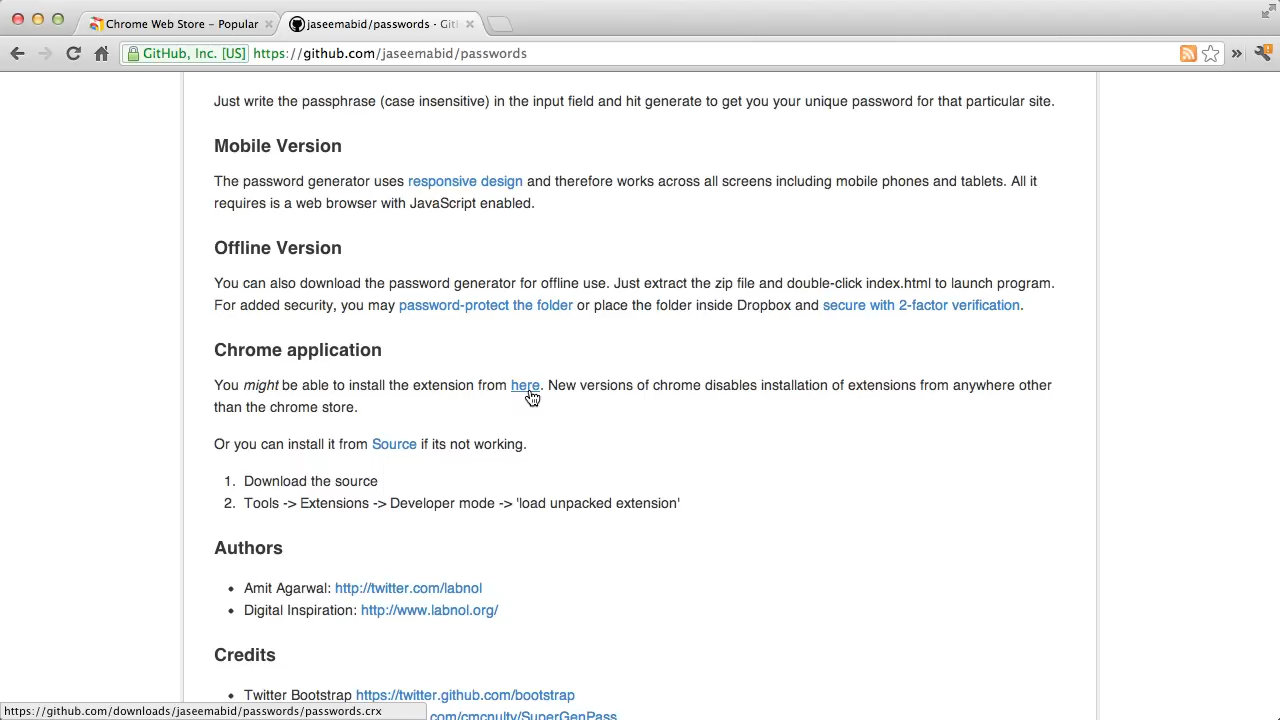 Chrome Web Store – Popular
jaseemabid/passwords - Git
GitHub, Inc. [US] https://github.com/jaseemabid/passwords
Just write the passphrase (case insensitive) in the input field and hit generate to get you your unique password for that particular site.
Mobile Version
The password generator uses responsive design and therefore works across all screens including mobile phones and tablets. All it
requires is a web browser with JavaScript enabled.
Offline Version
You can also download the password generator for offline use. Just extract the zip file and double-click index.html to launch program.
For added security, you may password-protect the folder or place the folder inside Dropbox and secure with 2-factor verification.
Chrome application
You might be able to install the extension from here. New versions of chrome disables installation of extensions from anywhere other
than the chrome store.
Or you can install it from Source if its not working.
1. Download the source
2. Tools -> Extensions -> Developer mode -> 'load unpacked extension'
Authors
• Amit Agarwal: http://twitter.com/labnol
• Digital Inspiration: http://www.labnol.org/
Credits
• Twitter Bootstrap https://twitter.github.com/bootstrap
https://github.com/downloads/jaseemabid/passwords/passwords.crx
com/cmcnulty/SuperGenPass